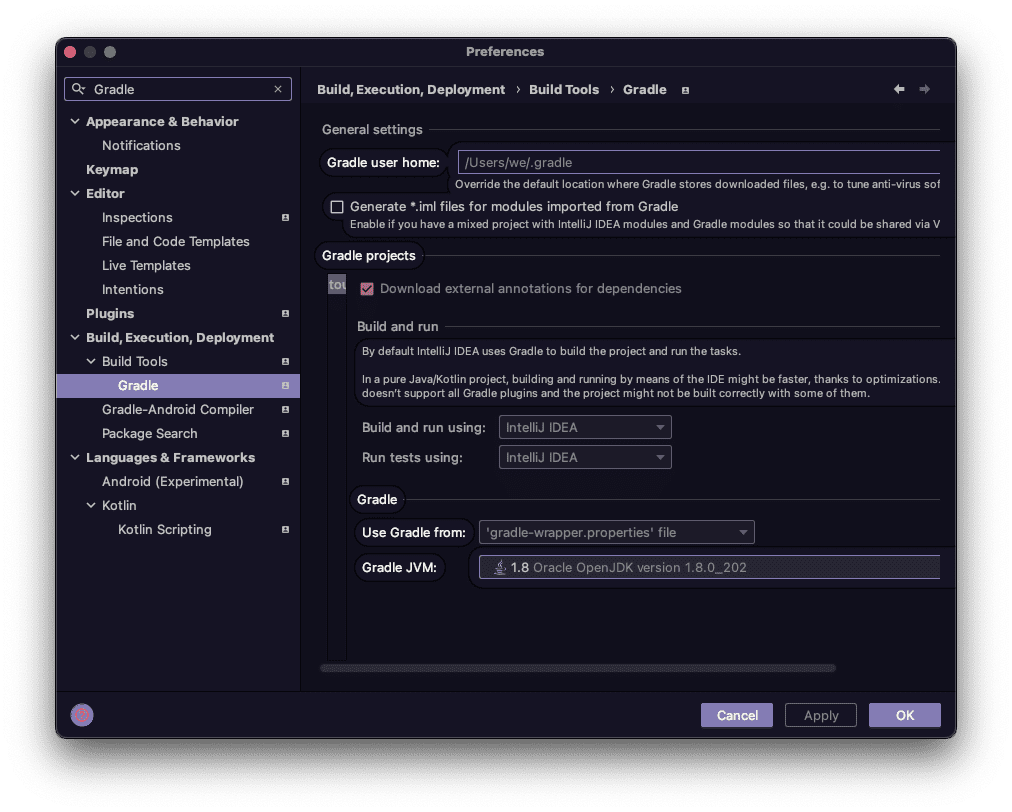 Preferences
Gradle
Build, Execution, Deployment › Build Tools › Gradle
Appearance & Behavior
Notifications
Keymap
Editor
Inspections
File and Code Templates
Live Templates
Intentions
Plugins
Build, Execution, Deployment
Build Tools
Gradle
Gradle-Android Compiler
Package Search
Languages & Frameworks
Android (Experimental)
Kotlin
Kotlin Scripting
General settings
Gradle user home: /Users/we/.gradle
Override the default location where Gradle stores downloaded files, e.g. to tune anti-virus sof
Generate *.iml files for modules imported from Gradle
Enable if you have a mixed project with IntelliJ IDEA modules and Gradle modules so that it could be shared via V
Gradle projects
tou
Download external annotations for dependencies
Build and run
By default IntelliJ IDEA uses Gradle to build the project and run the tasks.
In a pure Java/Kotlin project, building and running by means of the IDE might be faster, thanks to optimizations.
doesn't support all Gradle plugins and the project might not be built correctly with some of them.
Build and run using: IntelliJ IDEA
Run tests using: IntelliJ IDEA
Gradle
Use Gradle from: 'gradle-wrapper.properties' file
Gradle JVM: 1.8 Oracle OpenJDK version 1.8.0_202
Cancel
Apply
OK